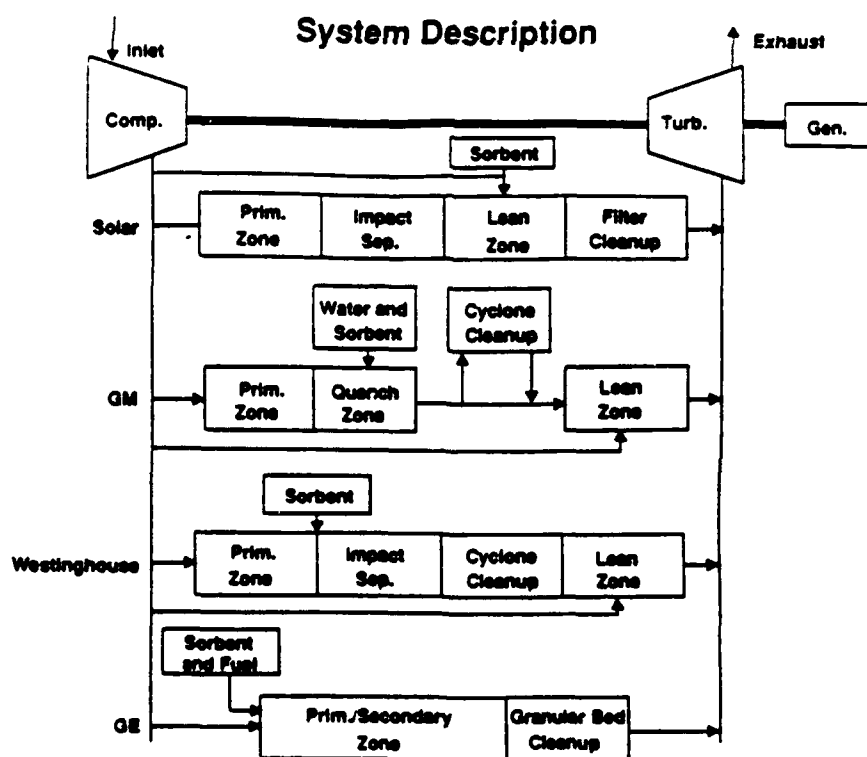 System Description
Inlet
Exhaust
Comp.
Turb.
Gen.
Sorbent
Solar
Prim.
Zone
Impact
Sep.
Lean
Zone
Filter
Cleanup
Water and
Sorbent
Cyclone
Cleanup
GM
Prim.
Zone
Quench
Zone
Lean
Zone
Sorbent
Westinghouse
Prim.
Zone
Impact
Sep.
Cyclone
Cleanup
Lean
Zone
Sorbent
and Fuel
GE
Prim./Secondary
Zone
Granular Bed
Cleanup